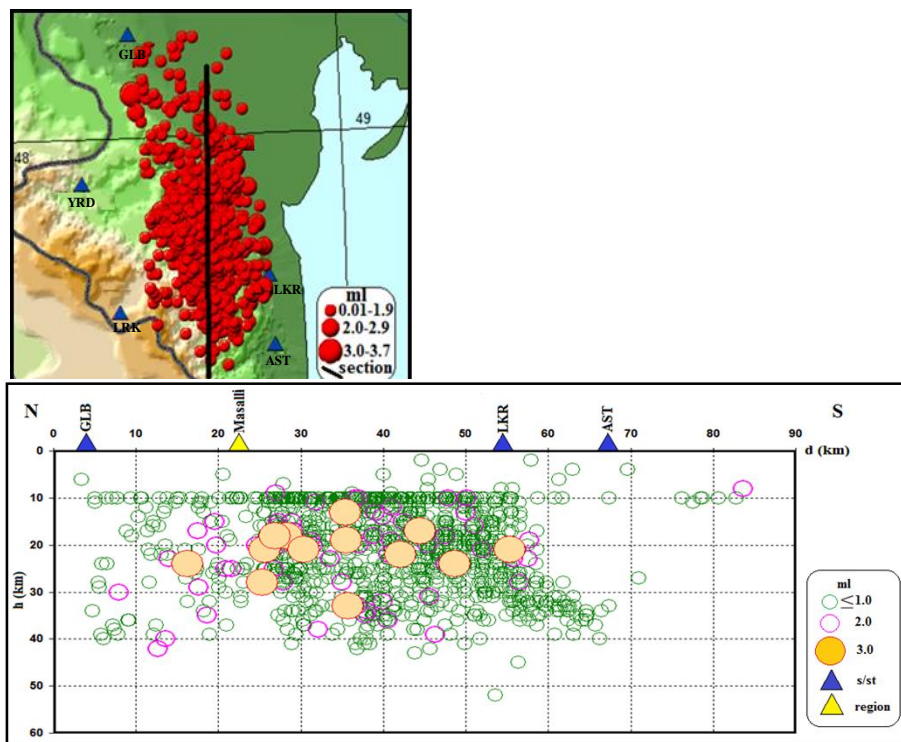 GLB
49
48
YRD
LKR
LRK
AST
ml
0.01-1.9
2.0-2.9
3.0-3.7
section
N
GLB
Masalli
LKR
AST
S
0 10 20 30 40 50 60 70 80 90
d (km)
0
10
20
30
40
50
60
h (km)
ml
≤1.0
2.0
3.0
s/st
region